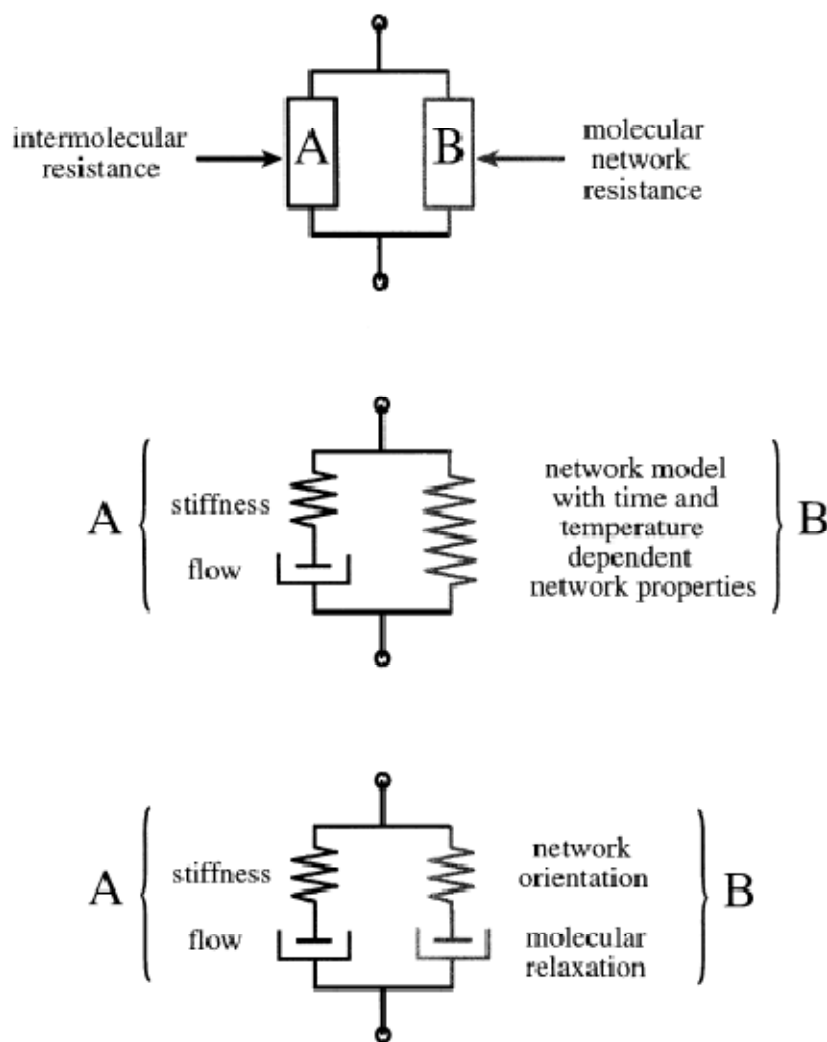 intermolecular
resistance
A
B
molecular
network
resistance
A
stiffness
flow
network model
with time and
temperature
dependent
network properties
B
A
stiffness
flow
network
orientation
molecular
relaxation
B